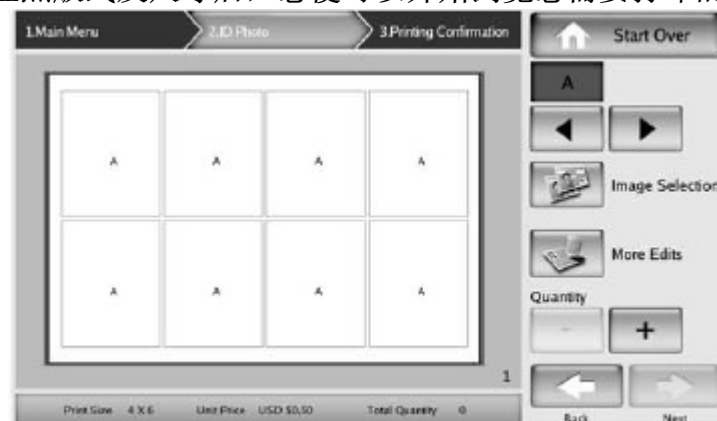 1.Main Menu
2.ID Photo
3.Printing Confirmation
Start Over
A
A A A A
Image Selection
More Edits
A A A A
Quantity
- +
1
Print Size 4 X 6 Unit Price USD $0.50 Total Quantity 0
Back Next